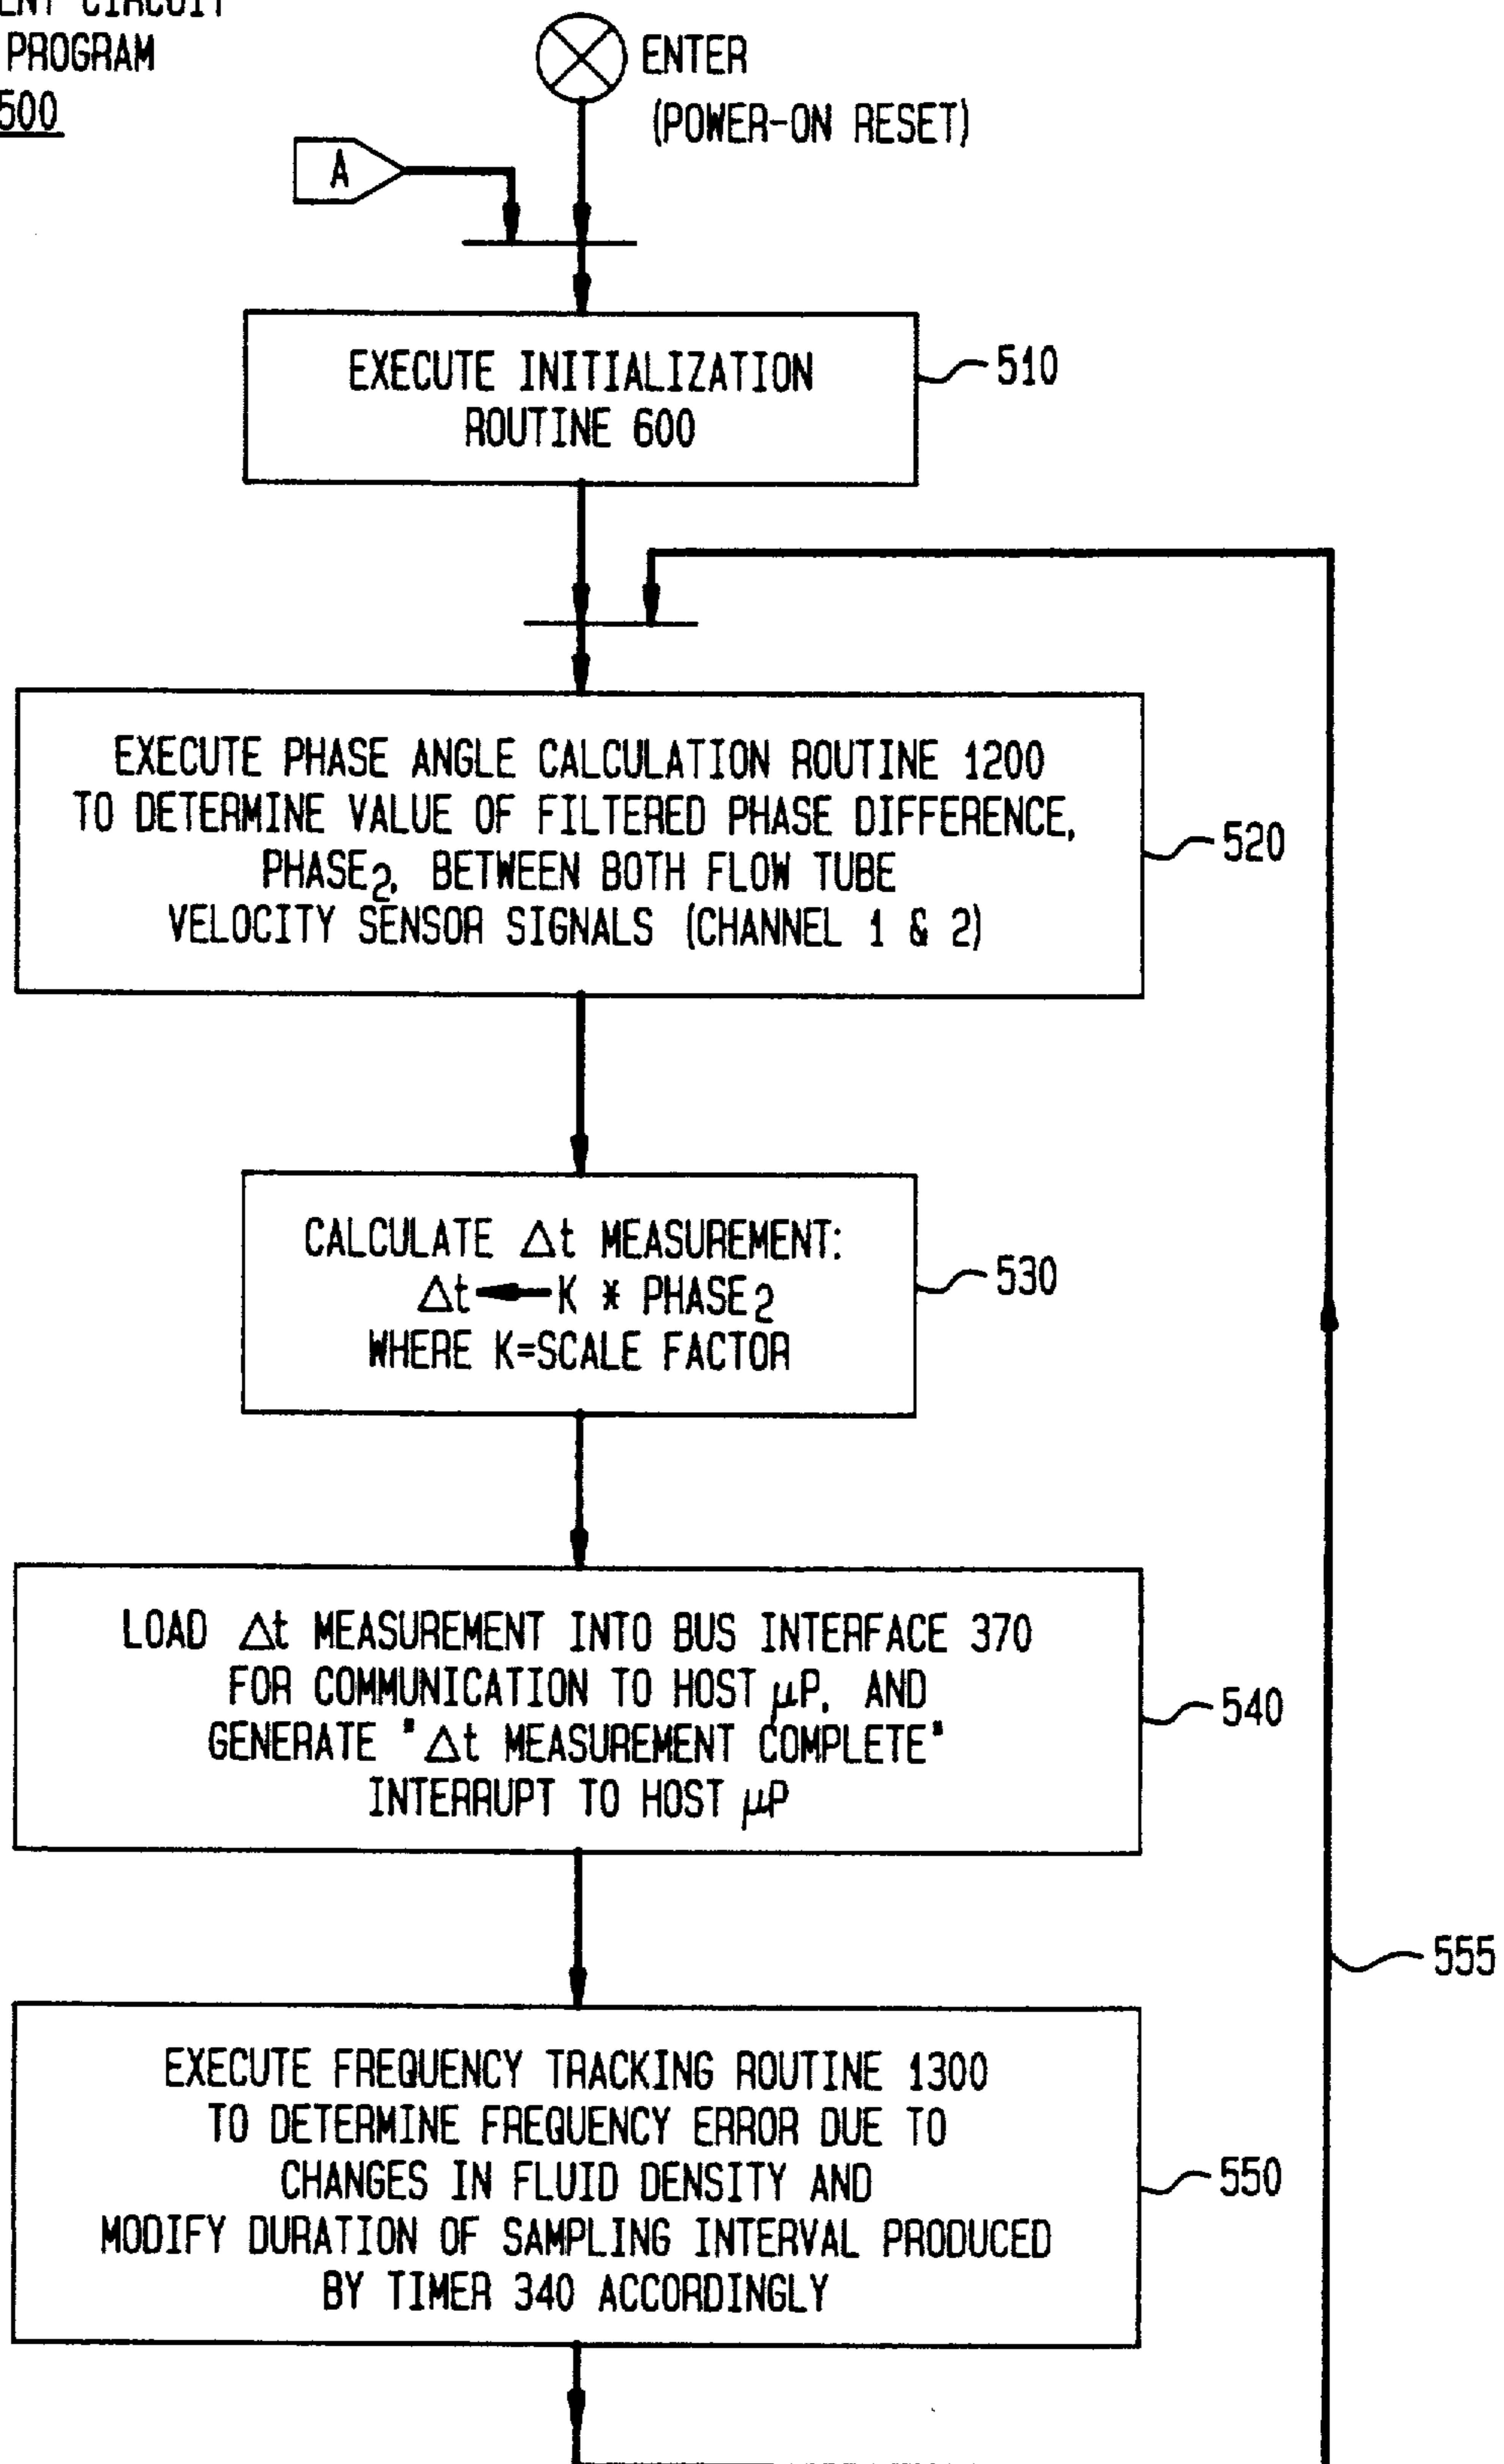 CIRCUIT
PROGRAM
500
ENTER
(POWER-ON RESET)
A
EXECUTE INITIALIZATION
ROUTINE 600
510
EXECUTE PHASE ANGLE CALCULATION ROUTINE 1200
TO DETERMINE VALUE OF FILTERED PHASE DIFFERENCE,
PHASE₂, BETWEEN BOTH FLOW TUBE
VELOCITY SENSOR SIGNALS (CHANNEL 1 & 2)
520
CALCULATE Δt MEASUREMENT:
Δt ← K * PHASE₂
WHERE K=SCALE FACTOR
530
LOAD Δt MEASUREMENT INTO BUS INTERFACE 370
FOR COMMUNICATION TO HOST μP, AND
GENERATE "Δt MEASUREMENT COMPLETE"
INTERRUPT TO HOST μP
540
555
EXECUTE FREQUENCY TRACKING ROUTINE 1300
TO DETERMINE FREQUENCY ERROR DUE TO
CHANGES IN FLUID DENSITY AND
MODIFY DURATION OF SAMPLING INTERVAL PRODUCED
BY TIMER 340 ACCORDINGLY
550